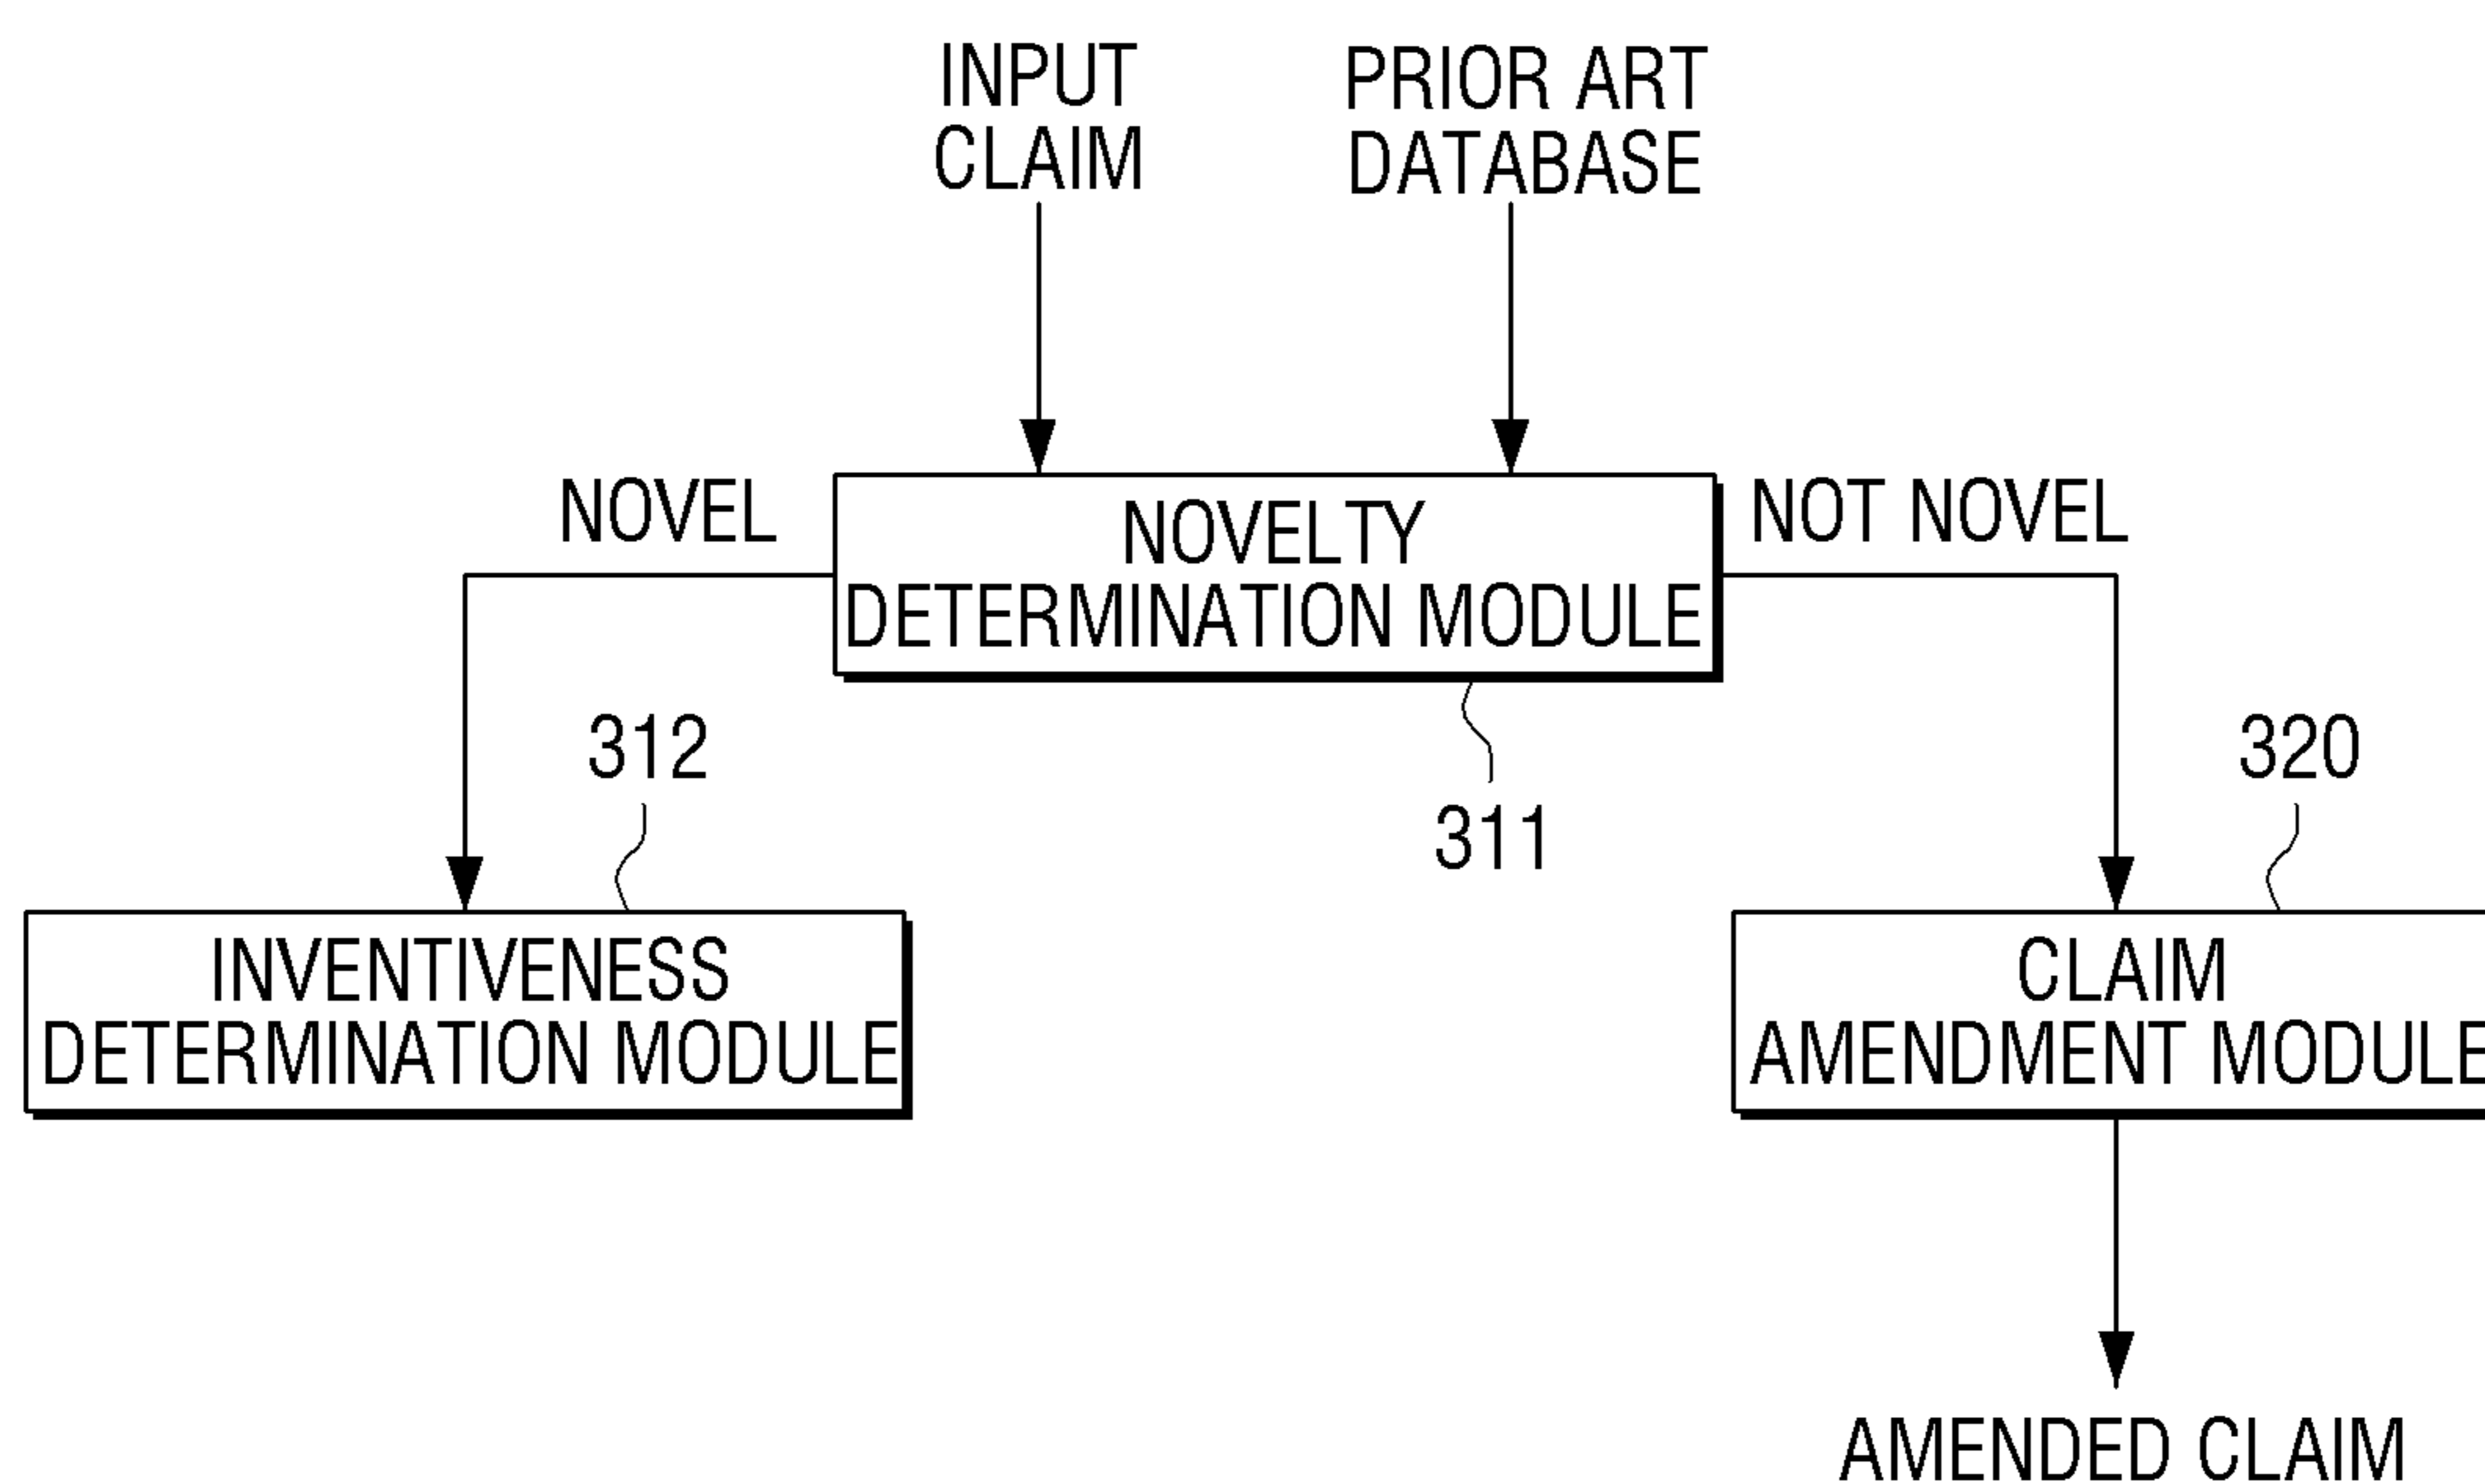 INPUT
CLAIM
PRIOR ART
DATABASE
NOVEL
NOVELTY
DETERMINATION MODULE
NOT NOVEL
312
311
320
INVENTIVENESS
DETERMINATION MODULE
CLAIM
AMENDMENT MODULE
AMENDED CLAIM